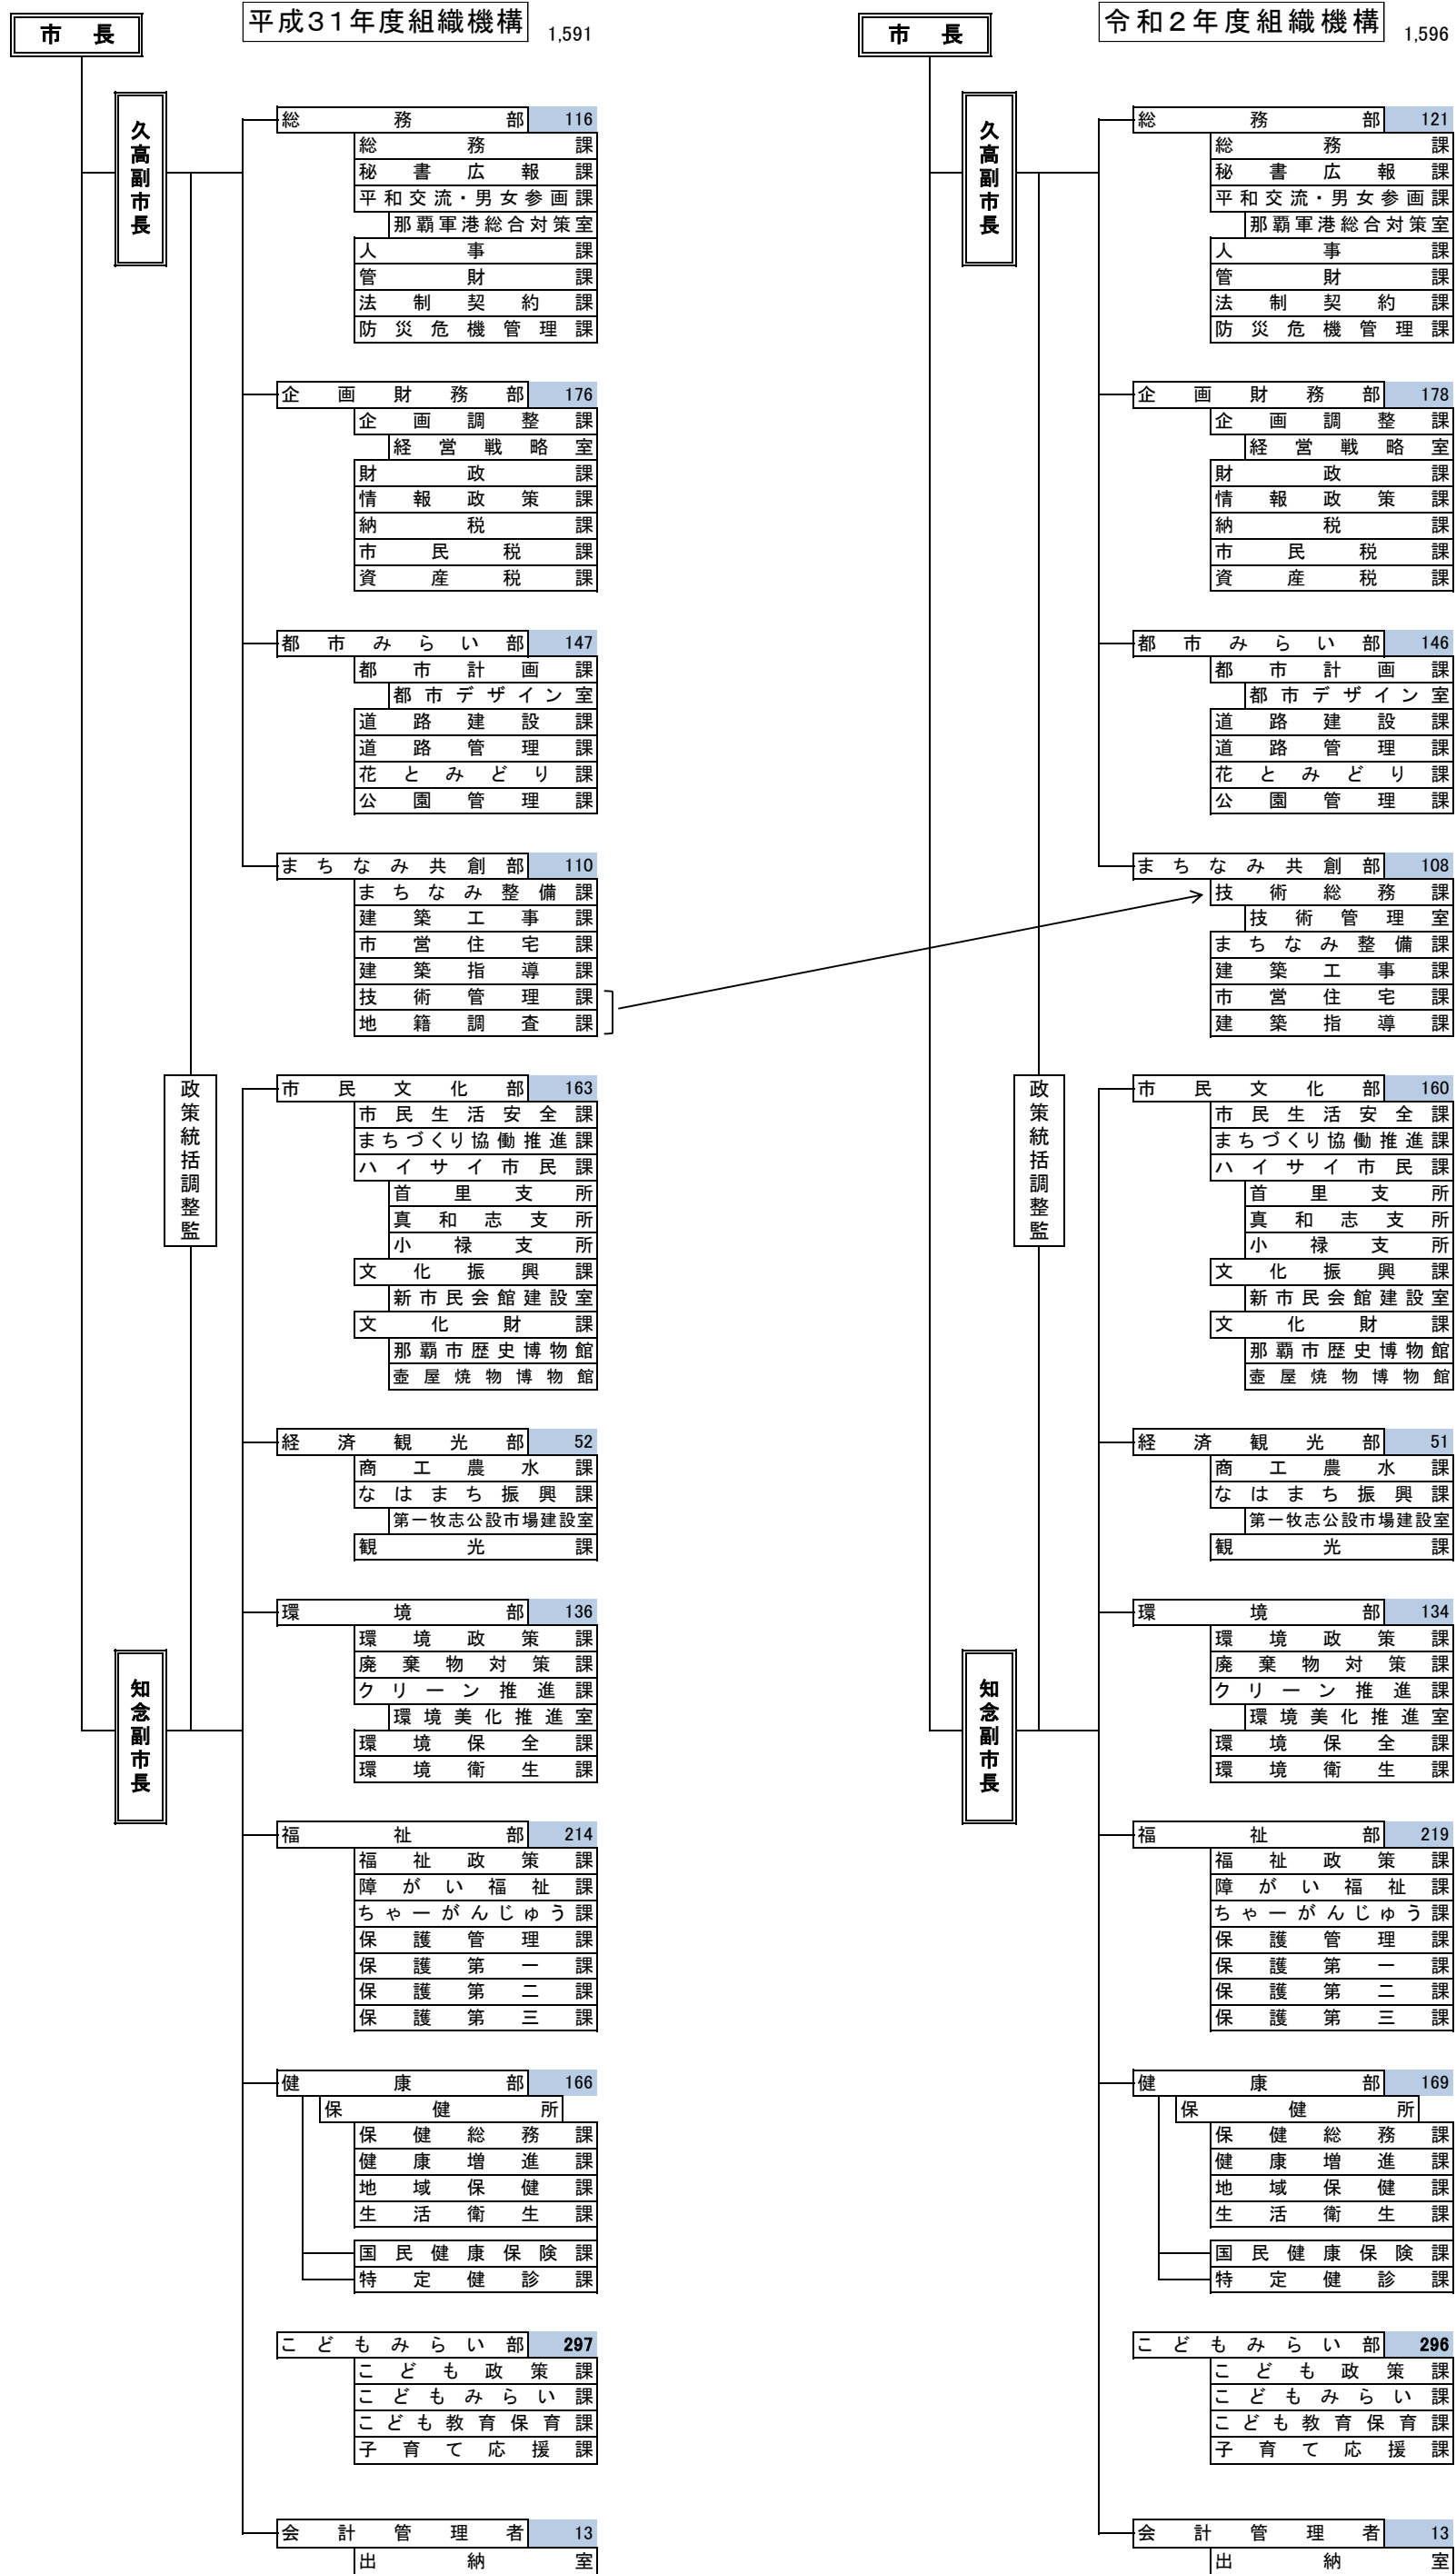 平成31年度組織機構
1,591
市長
久高副市長
総務部 116
総務課
秘書広報課
平和交流・男女参画課
那覇軍港総合対策室
人事課
管財課
法制契約課
防災危機管理課
企画財務部 176
企画調整課
経営戦略室
財政課
情報政策課
納税課
市民税課
資産税課
都市みらい部 147
都市計画課
都市デザイン室
道路建設課
道路管理課
花とみどり課
公園管理課
まちなみ共創部 110
まちなみ整備課
建築工事課
市営住宅課
建築指導課
技術管理課
地籍調査課
政策統括調整監
市民文化部 163
市民生活安全課
まちづくり協働推進課
ハイサイ市民課
首里支所
真和志支所
小禄支所
文化振興課
新市民会館建設室
文化財課
那覇市歴史博物館
壺屋焼物博物館
経済観光部 52
商工農水課
なはまち振興課
第一牧志公設市場建設室
観光課
知念副市長
環境部 136
環境政策課
廃棄物対策課
クリーン推進課
環境美化推進室
環境保全課
環境衛生課
福祉部 214
福祉政策課
障がい福祉課
ちゃーがんじゅう課
保護管理課
保護第一課
保護第二課
保護第三課
健康部 166
保健所
保健総務課
健康増進課
地域保健課
生活衛生課
国民健康保険課
特定健診課
こどもみらい部 297
こども政策課
こどもみらい課
こども教育保育課
子育て応援課
会計管理者 13
出納室
令和2年度組織機構
1,596
市長
久高副市長
総務部 121
総務課
秘書広報課
平和交流・男女参画課
那覇軍港総合対策室
人事課
管財課
法制契約課
防災危機管理課
企画財務部 178
企画調整課
経営戦略室
財政課
情報政策課
納税課
市民税課
資産税課
都市みらい部 146
都市計画課
都市デザイン室
道路建設課
道路管理課
花とみどり課
公園管理課
まちなみ共創部 108
技術総務課
技術管理室
まちなみ整備課
建築工事課
市営住宅課
建築指導課
政策統括調整監
市民文化部 160
市民生活安全課
まちづくり協働推進課
ハイサイ市民課
首里支所
真和志支所
小禄支所
文化振興課
新市民会館建設室
文化財課
那覇市歴史博物館
壺屋焼物博物館
経済観光部 51
商工農水課
なはまち振興課
第一牧志公設市場建設室
観光課
知念副市長
環境部 134
環境政策課
廃棄物対策課
クリーン推進課
環境美化推進室
環境保全課
環境衛生課
福祉部 219
福祉政策課
障がい福祉課
ちゃーがんじゅう課
保護管理課
保護第一課
保護第二課
保護第三課
健康部 169
保健所
保健総務課
健康増進課
地域保健課
生活衛生課
国民健康保険課
特定健診課
こどもみらい部 296
こども政策課
こどもみらい課
こども教育保育課
子育て応援課
会計管理者 13
出納室